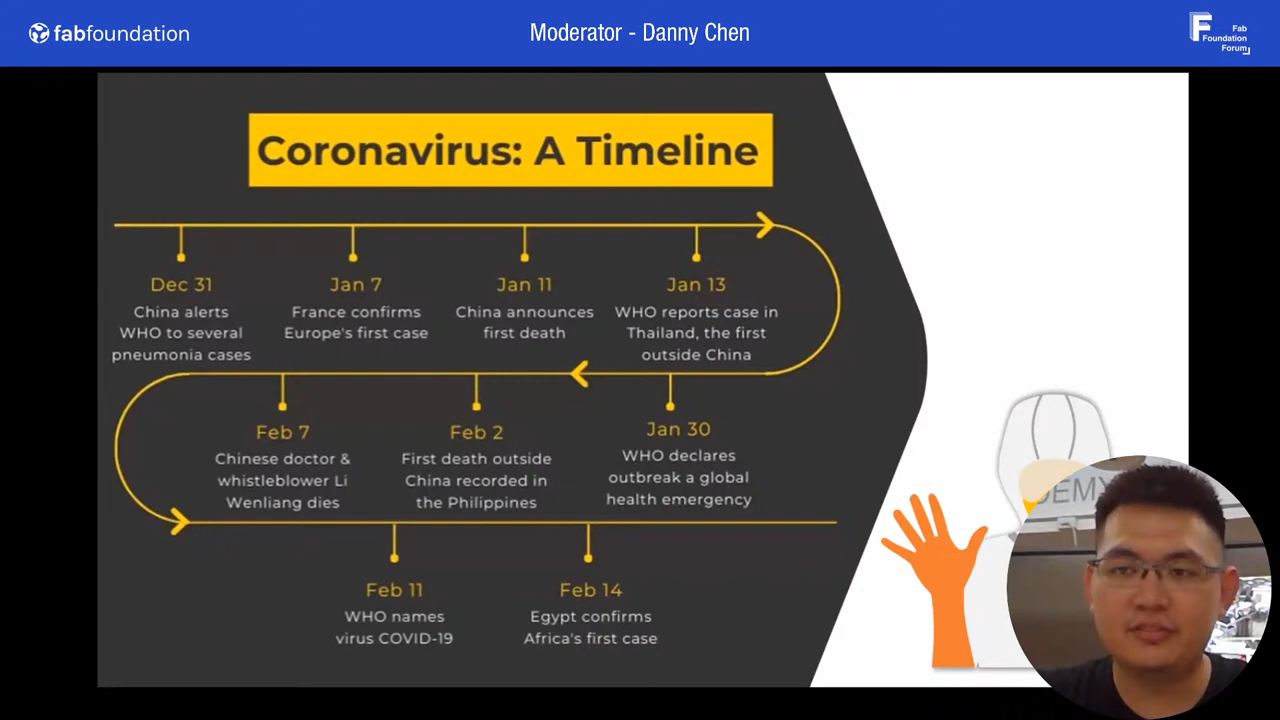 fabfoundation
Moderator - Danny Chen
Fab
Foundation
Forum
Coronavirus: A Timeline
Dec 31
China alerts
WHO to several
pneumonia cases
Jan 7
France confirms
Europe's first case
Jan 11
China announces
first death
Jan 13
WHO reports case in
Thailand, the first
outside China
Jan 30
WHO declares
outbreak a global
health emergency
Feb 2
First death outside
China recorded in
the Philippines
Feb 7
Chinese doctor &
whistleblower Li
Wenliang dies
Feb 11
WHO names
virus COVID-19
Feb 14
Egypt confirms
Africa's first case